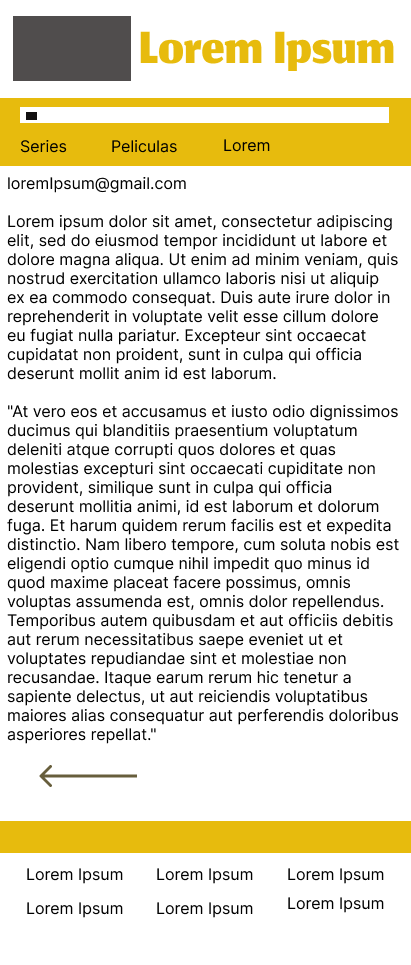 Lorem Ipsum
Series Peliculas Lorem
loremIpsum@gmail.com
Lorem ipsum dolor sit amet, consectetur adipiscing
elit, sed do eiusmod tempor incididunt ut labore et
dolore magna aliqua. Ut enim ad minim veniam, quis
nostrud exercitation ullamco laboris nisi ut aliquip
ex ea commodo consequat. Duis aute irure dolor in
reprehenderit in voluptate velit esse cillum dolore
eu fugiat nulla pariatur. Excepteur sint occaecat
cupidatat non proident, sunt in culpa qui officia
deserunt mollit anim id est laborum.
"At vero eos et accusamus et iusto odio dignissimos
ducimus qui blanditiis praesentium voluptatum
deleniti atque corrupti quos dolores et quas
molestias excepturi sint occaecati cupiditate non
provident, similique sunt in culpa qui officia
deserunt mollitia animi, id est laborum et dolorum
fuga. Et harum quidem rerum facilis est et expedita
distinctio. Nam libero tempore, cum soluta nobis est
eligendi optio cumque nihil impedit quo minus id
quod maxime placeat facere possimus, omnis
voluptas assumenda est, omnis dolor repellendus.
Temporibus autem quibusdam et aut officiis debitis
aut rerum necessitatibus saepe eveniet ut et
voluptates repudiandae sint et molestiae non
recusandae. Itaque earum rerum hic tenetur a
sapiente delectus, ut aut reiciendis voluptatibus
maiores alias consequatur aut perferendis doloribus
asperiores repellat."
Lorem Ipsum Lorem Ipsum Lorem Ipsum
Lorem Ipsum Lorem Ipsum Lorem Ipsum